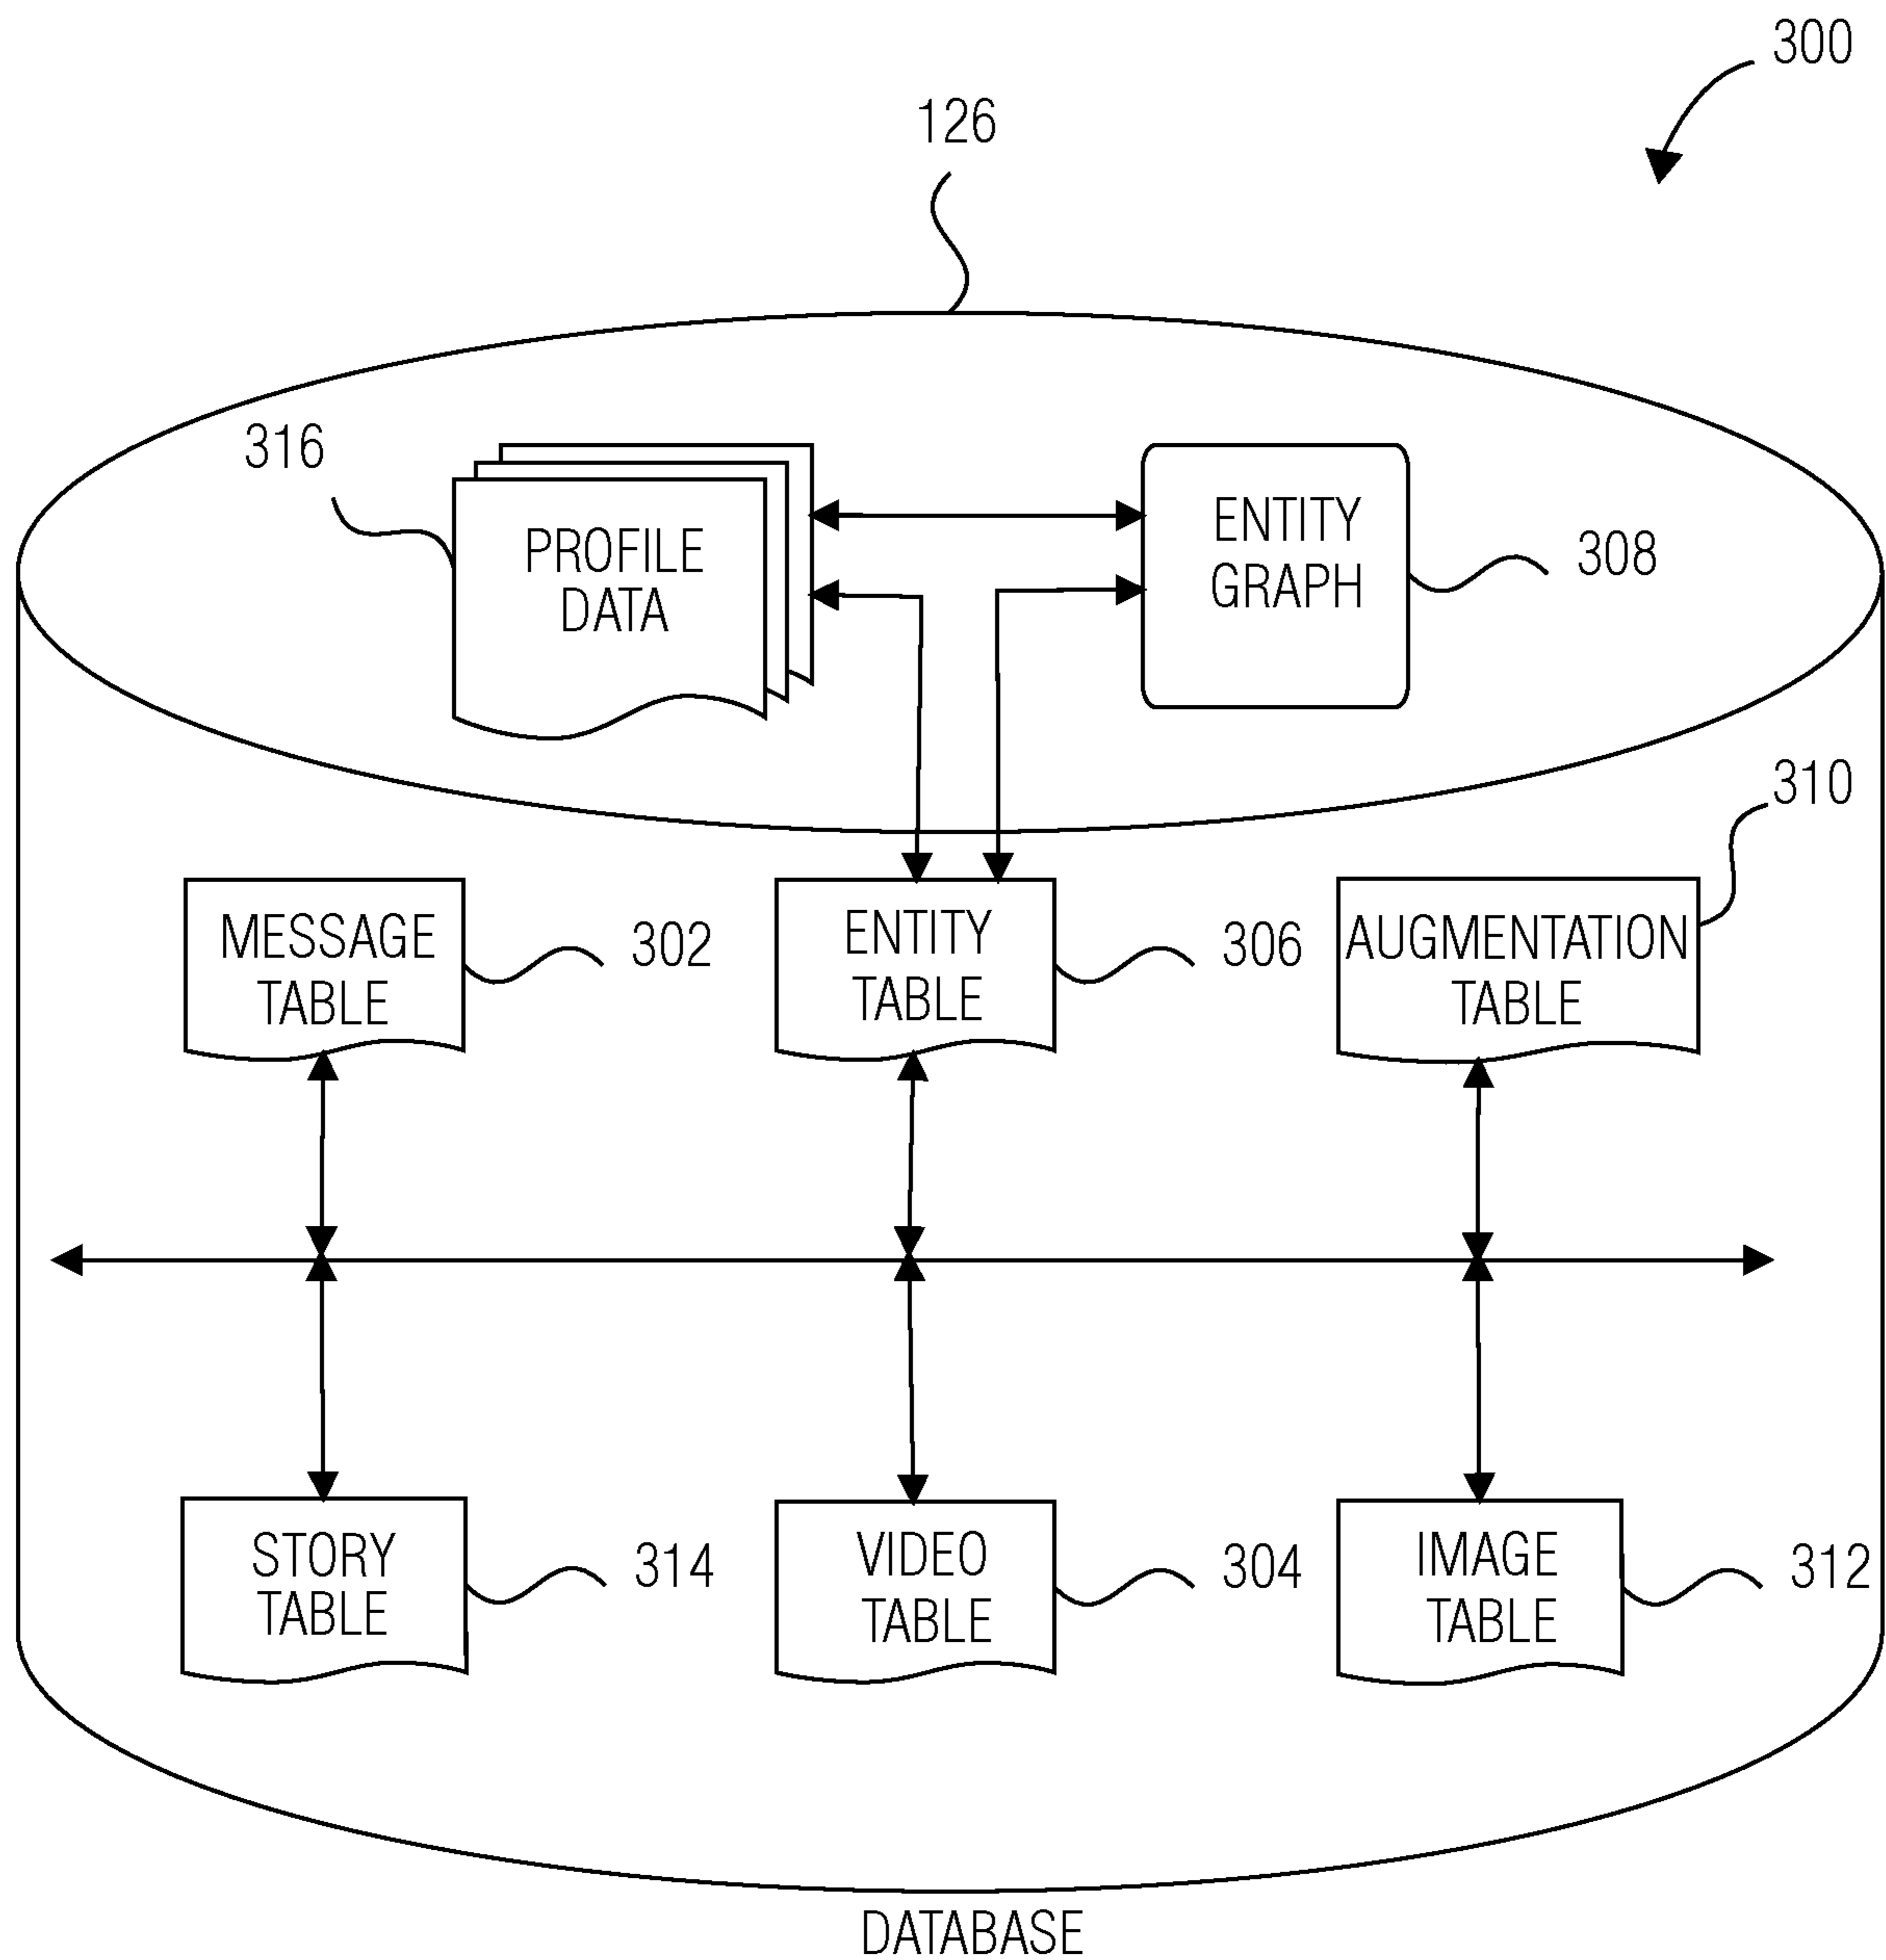 300
126
316
PROFILE
DATA
ENTITY
GRAPH
308
310
MESSAGE
TABLE
302
ENTITY
TABLE
306
AUGMENTATION
TABLE
STORY
TABLE
314
VIDEO
TABLE
304
IMAGE
TABLE
312
DATABASE